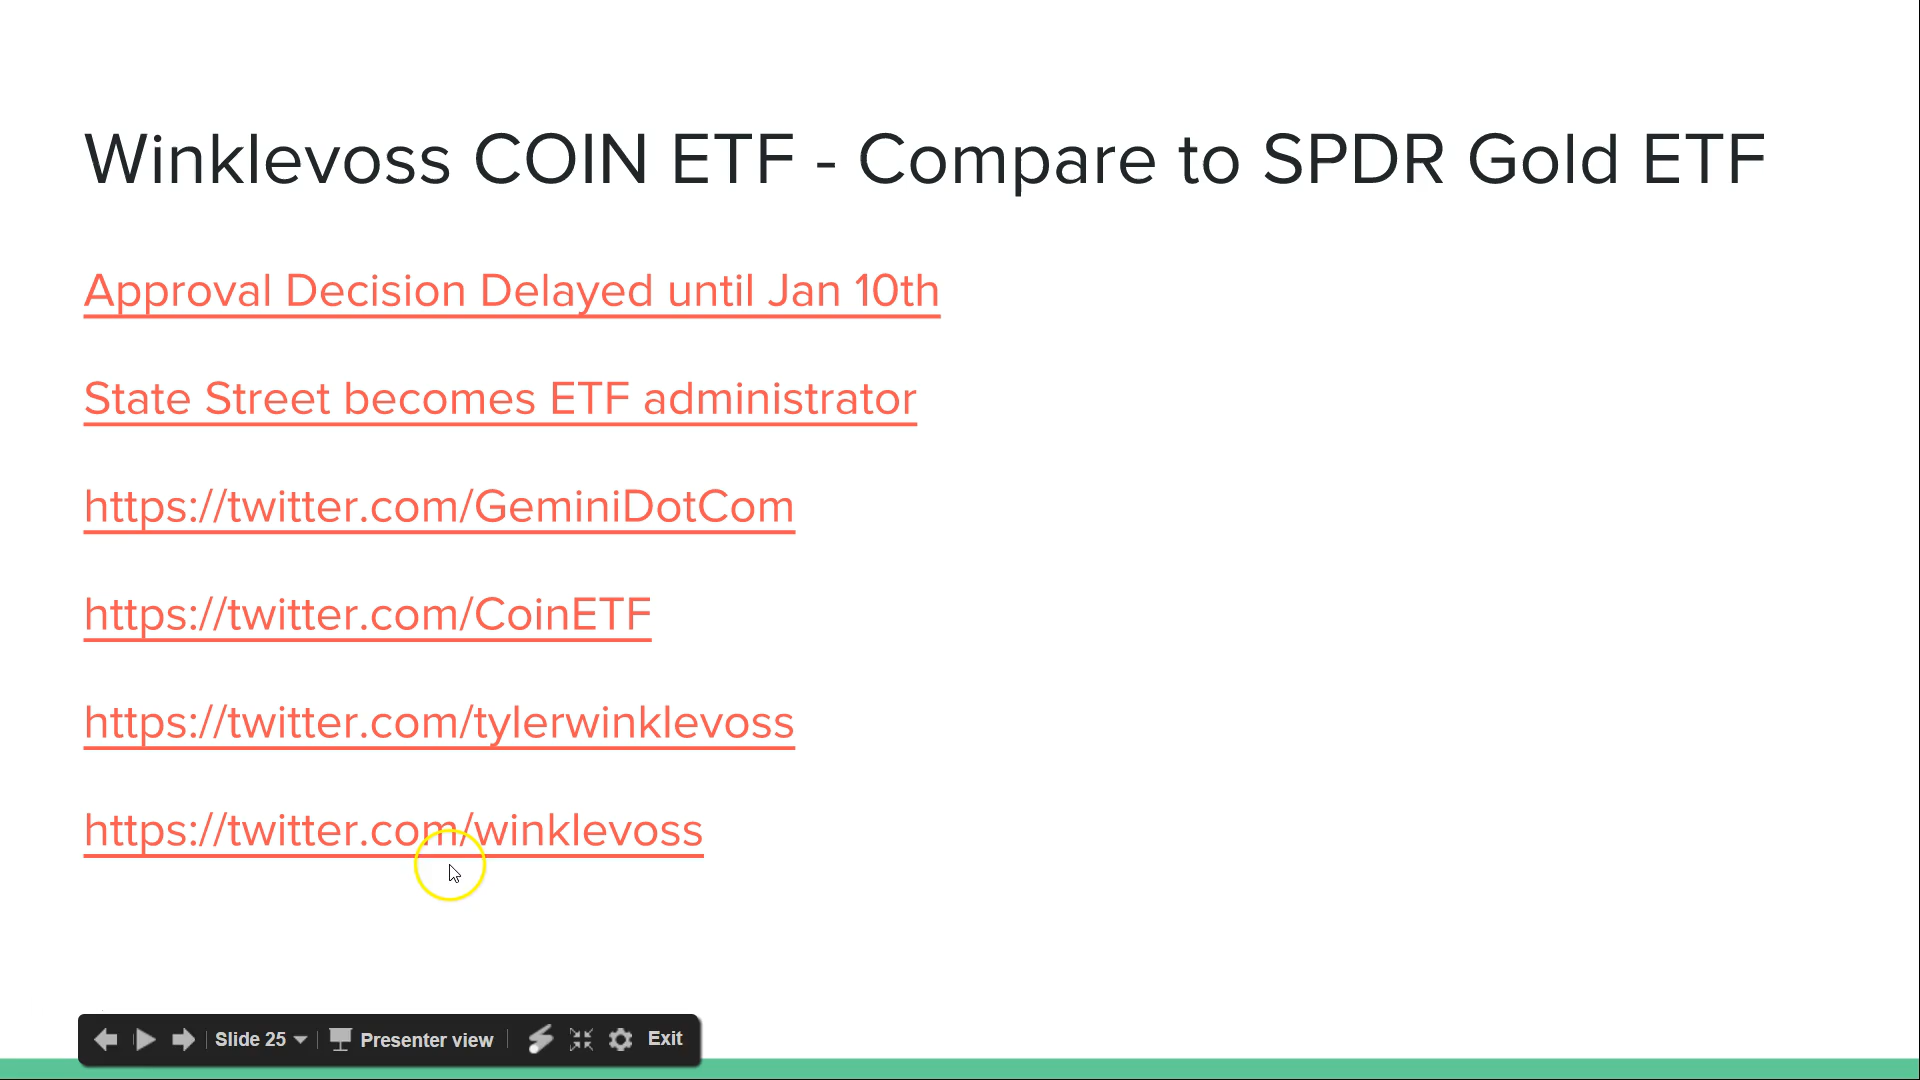 Winklevoss COIN ETF - Compare to SPDR Gold ETF
Approval Decision Delayed until Jan 10th
State Street becomes ETF administrator
https://twitter.com/GeminiDotCom
https://twitter.com/CoinETF
https://twitter.com/tylerwinklevoss
https://twitter.com/winklevoss
Slide 25 Presenter view Exit